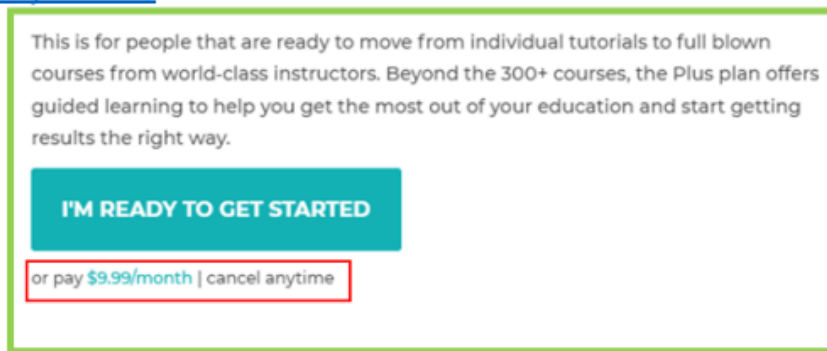 This is for people that are ready to move from individual tutorials to full blown
courses from world-class instructors. Beyond the 300+ courses, the Plus plan offers
guided learning to help you get the most out of your education and start getting
results the right way.
I'M READY TO GET STARTED
or pay $9.99/month | cancel anytime